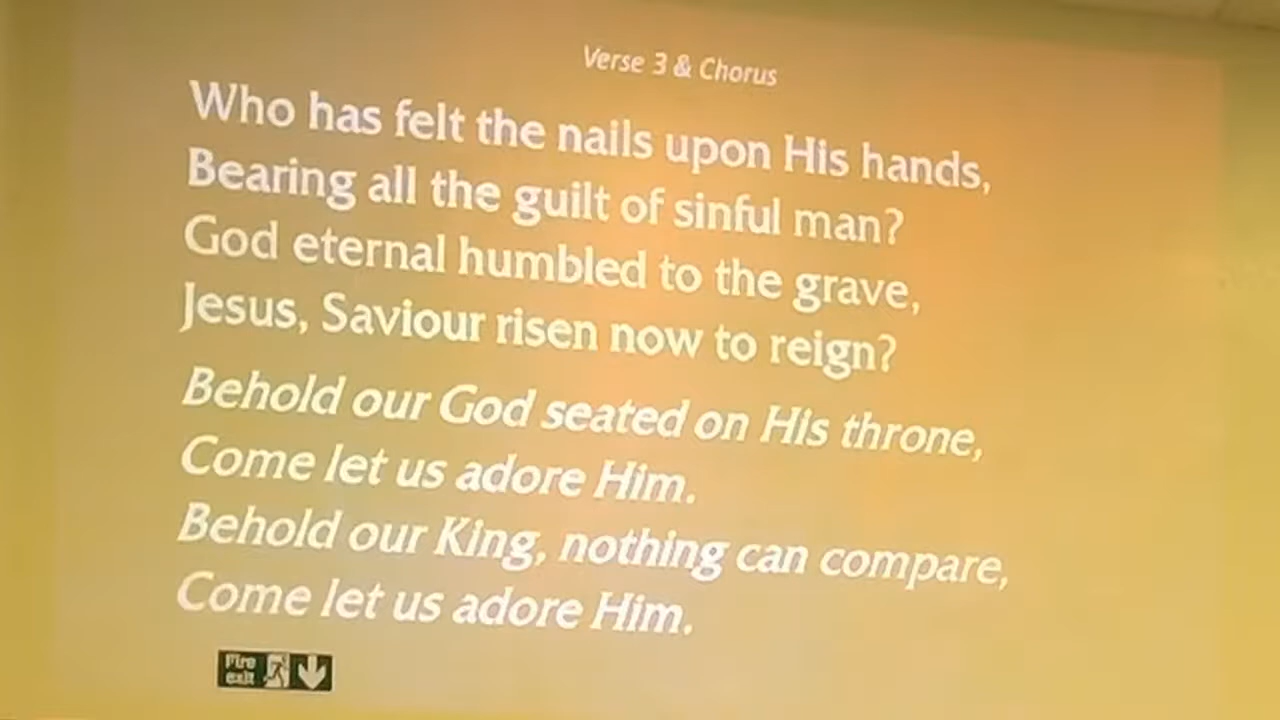 Verse 3 & Chorus
Who has felt the nails upon His hands,
Bearing all the guilt of sinful man?
God eternal humbled to the grave,
Jesus, Saviour risen now to reign?
Behold our God seated on His throne,
Come let us adore Him.
Behold our King, nothing can compare,
Come let us adore Him.
Fire
exit